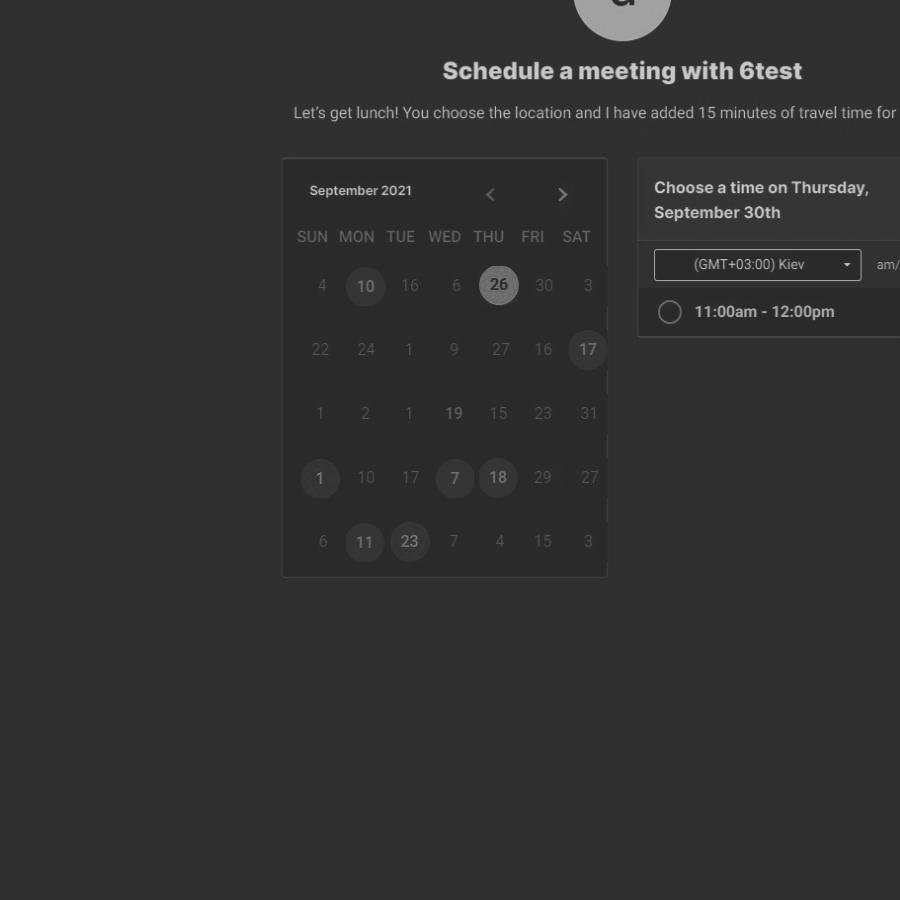 Schedule a meeting with 6test
Let's get lunch! You choose the location and I have added 15 minutes of travel time for
September 2021
SUN MON TUE WED THU FRI SAT
4 10 16 6 26 30 3
22 24 1 9 27 16 17
1 2 1 19 15 23 31
1 10 17 7 18 29 27
6 11 23 7 4 15 3
Choose a time on Thursday,
September 30th
(GMT+03:00) Kiev am/
11:00am - 12:00pm